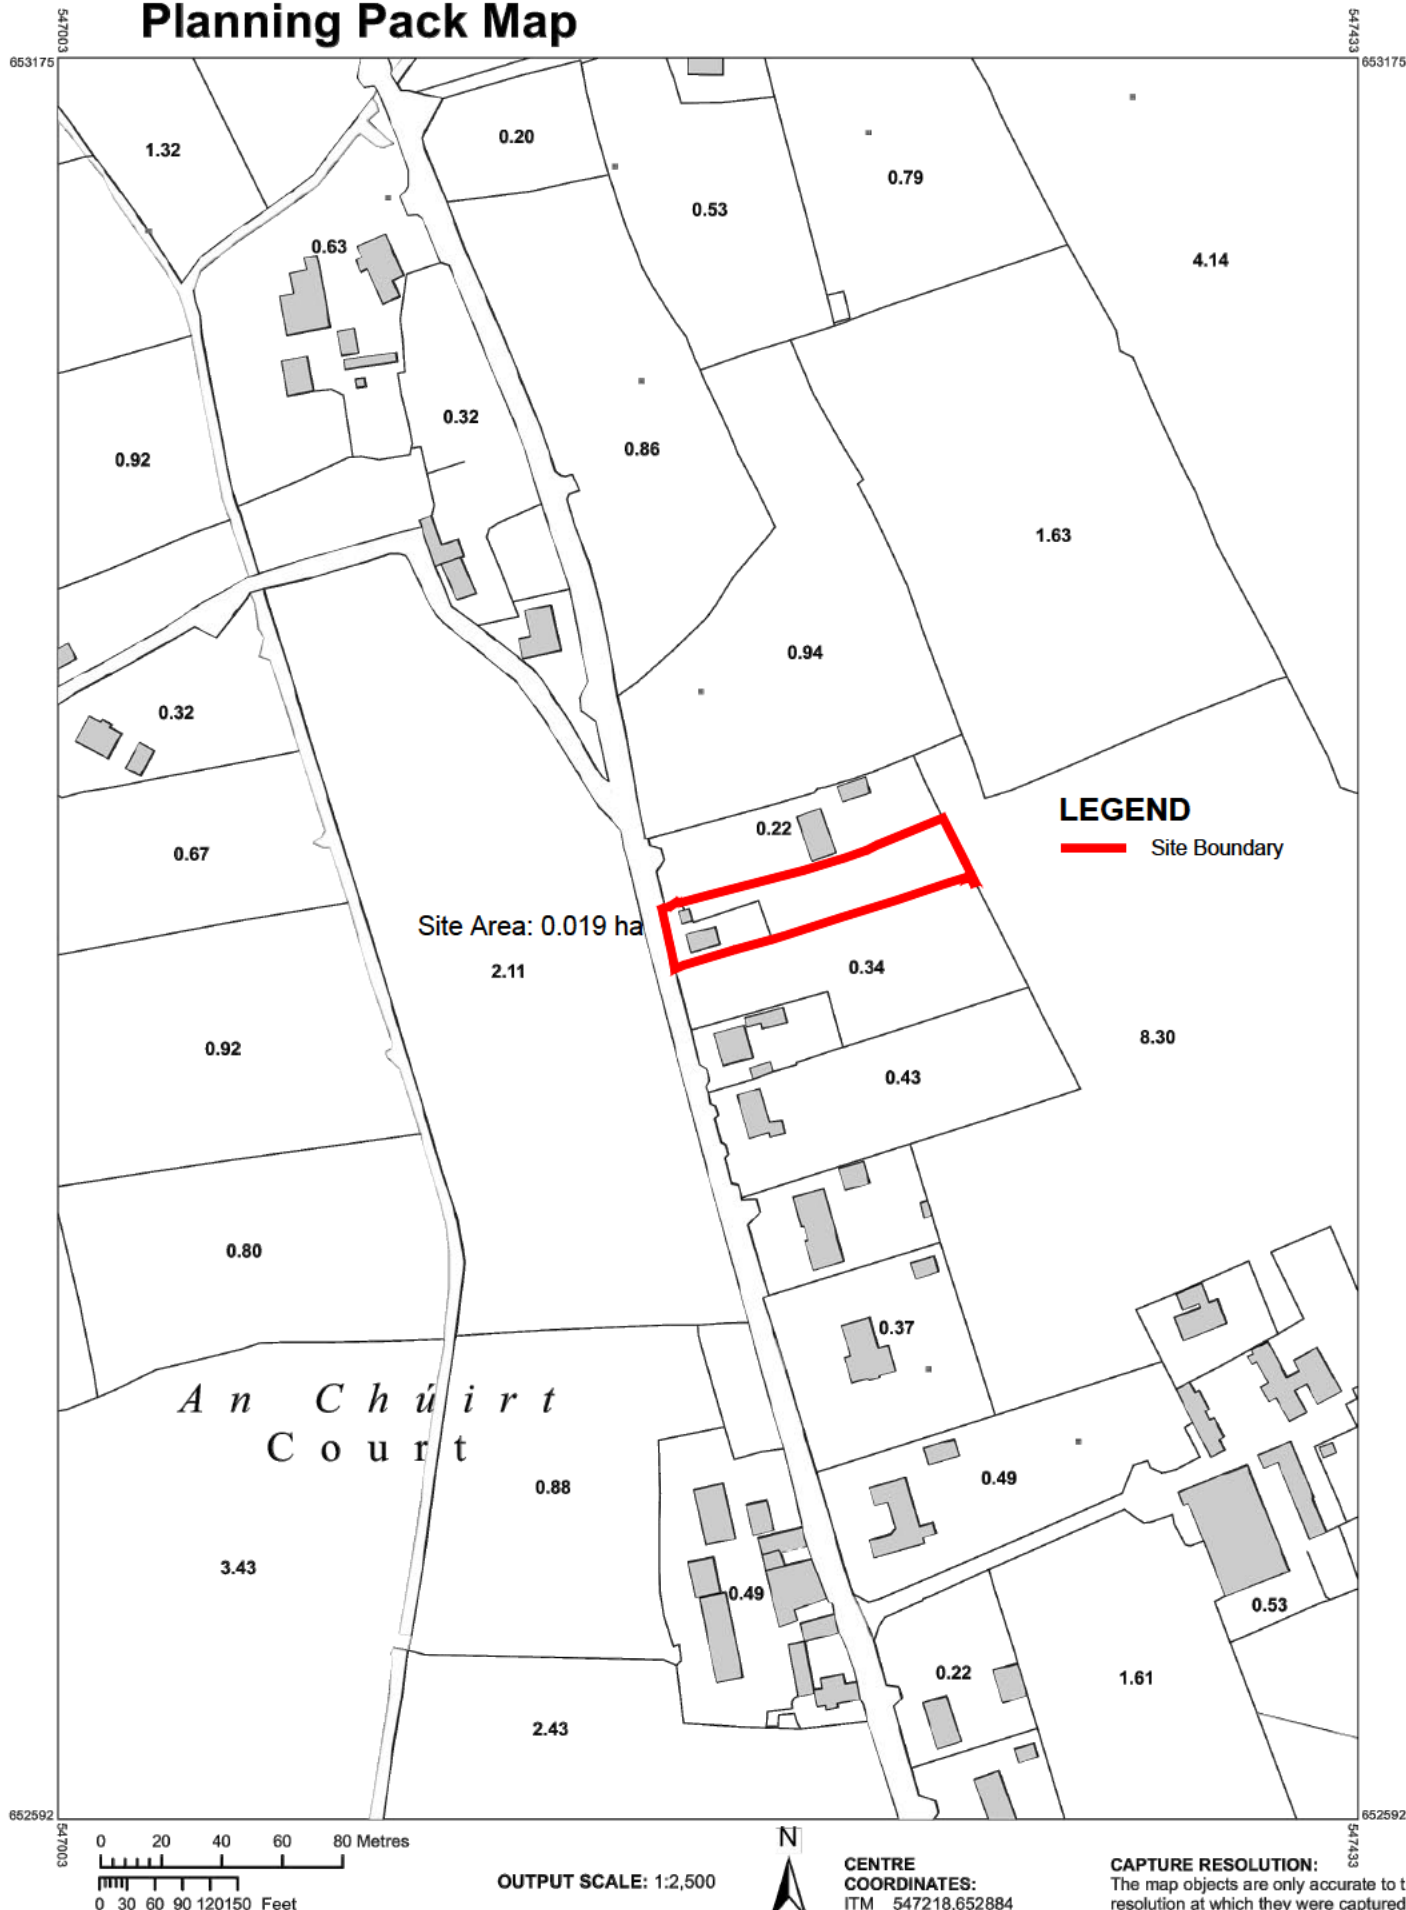 Planning Pack Map
547003
547433
653175
653175
1.32
0.20
0.79
0.53
0.63
4.14
0.32
0.86
0.92
1.63
0.94
0.32
LEGEND
Site Boundary
0.22
0.67
Site Area: 0.019 ha
2.11
0.34
8.30
0.92
0.43
0.80
0.37
An Chúirt
Court
0.88
0.49
3.43
0.49
0.53
0.22
1.61
2.43
652592
652592
547003
547433
0 20 40 60 80 Metres
0 30 60 90 120150 Feet
OUTPUT SCALE: 1:2,500
N
CENTRE
COORDINATES:
ITM 547218,652884
CAPTURE RESOLUTION:
The map objects are only accurate to t
resolution at which they were captured